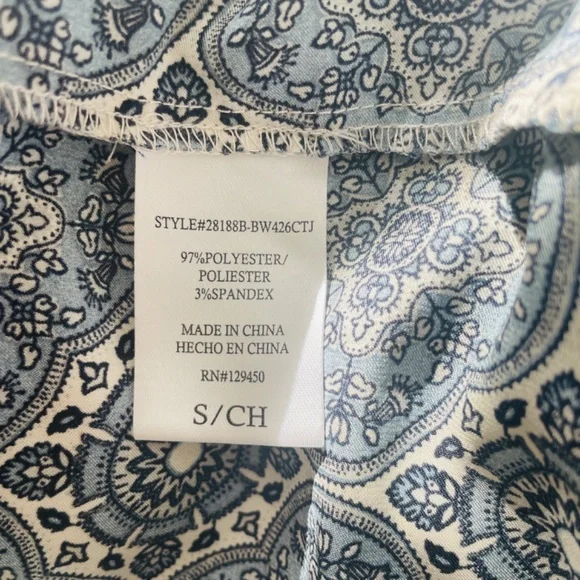 STYLE#28188B-BW426CTJ
97%POLYESTER/
POLIESTER
3%SPANDEX
MADE IN CHINA
HECHO EN CHINA
RN#129450
S/CH